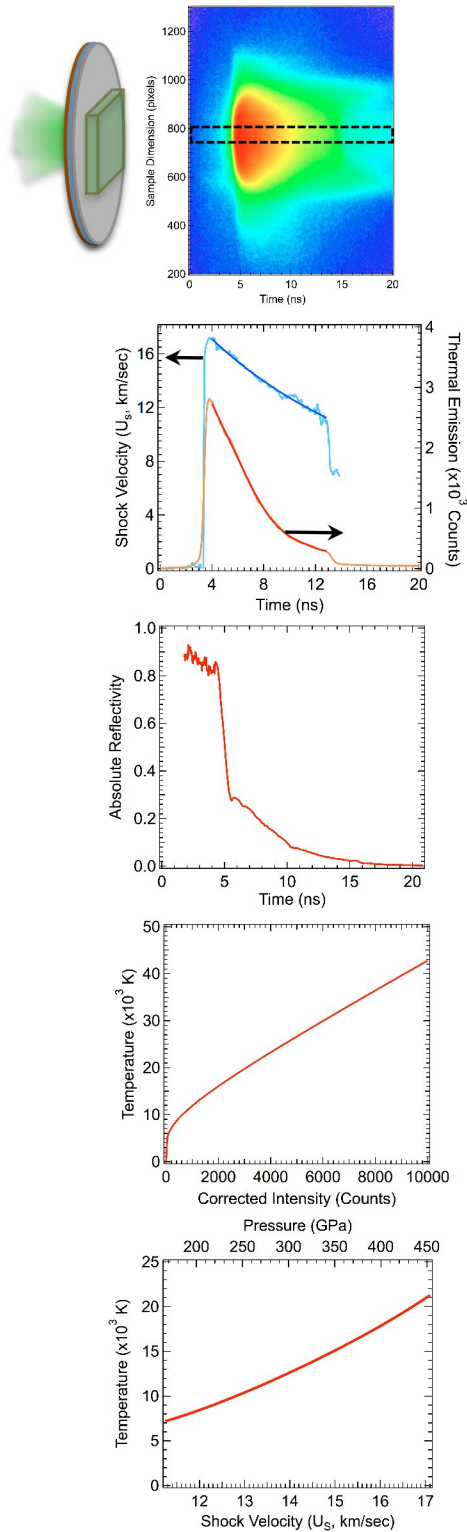 1200
1000
800
600
400
200
Sample Dimension (pixels)
0 5 10 15 20
Time (ns)
16
12
8
4
0
Shock Velocity (Us, km/sec)
4
3
2
1
0
Thermal Emission (x10³ Counts)
0 4 8 12 16 20
Time (ns)
1.0
0.8
0.6
0.4
0.2
0.0
Absolute Reflectivity
0 5 10 15 20
Time (ns)
50
40
30
20
10
0
Temperature (x10³ K)
0 2000 4000 6000 8000 10000
Corrected Intensity (Counts)
Pressure (GPa)
200 250 300 350 400 450
25
20
15
10
5
0
Temperature (x10³ K)
12 13 14 15 16 17
Shock Velocity (US, km/sec)